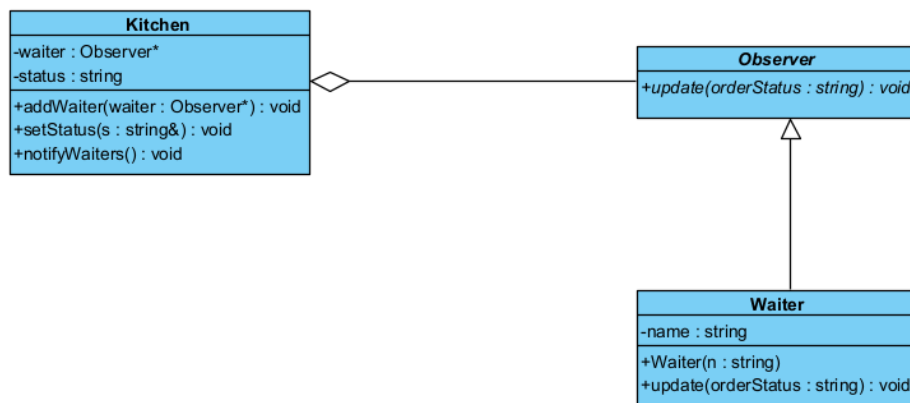 Kitchen
-waiter : Observer*
-status : string
+addWaiter(waiter : Observer*) : void
+setStatus(s : string&) : void
+notifyWaiters() : void
Observer
+update(orderStatus : string) : void
Waiter
-name : string
+Waiter(n : string)
+update(orderStatus : string) : void